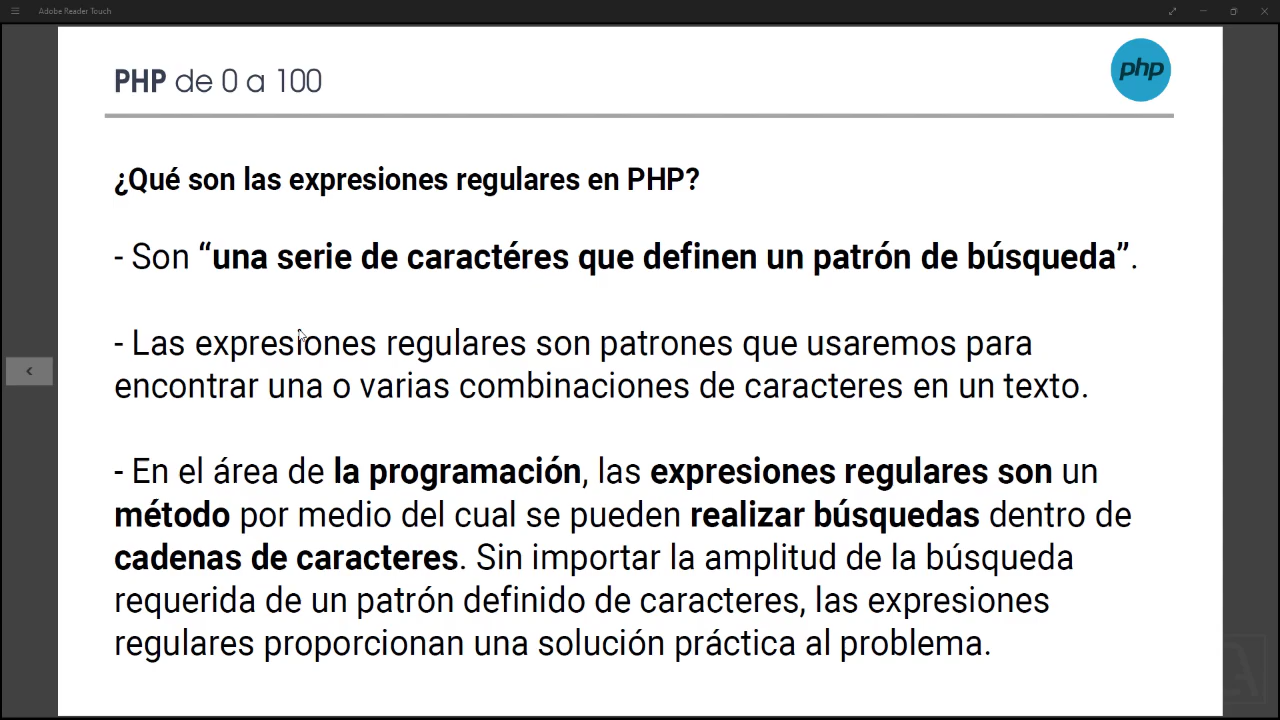 Adobe Reader Touch
PHP de 0 a 100
php
¿Qué son las expresiones regulares en PHP?
- Son “una serie de caractéres que definen un patrón de búsqueda”.
- Las expresiones regulares son patrones que usaremos para
encontrar una o varias combinaciones de caracteres en un texto.
- En el área de la programación, las expresiones regulares son un
método por medio del cual se pueden realizar búsquedas dentro de
cadenas de caracteres. Sin importar la amplitud de la búsqueda
requerida de un patrón definido de caracteres, las expresiones
regulares proporcionan una solución práctica al problema.